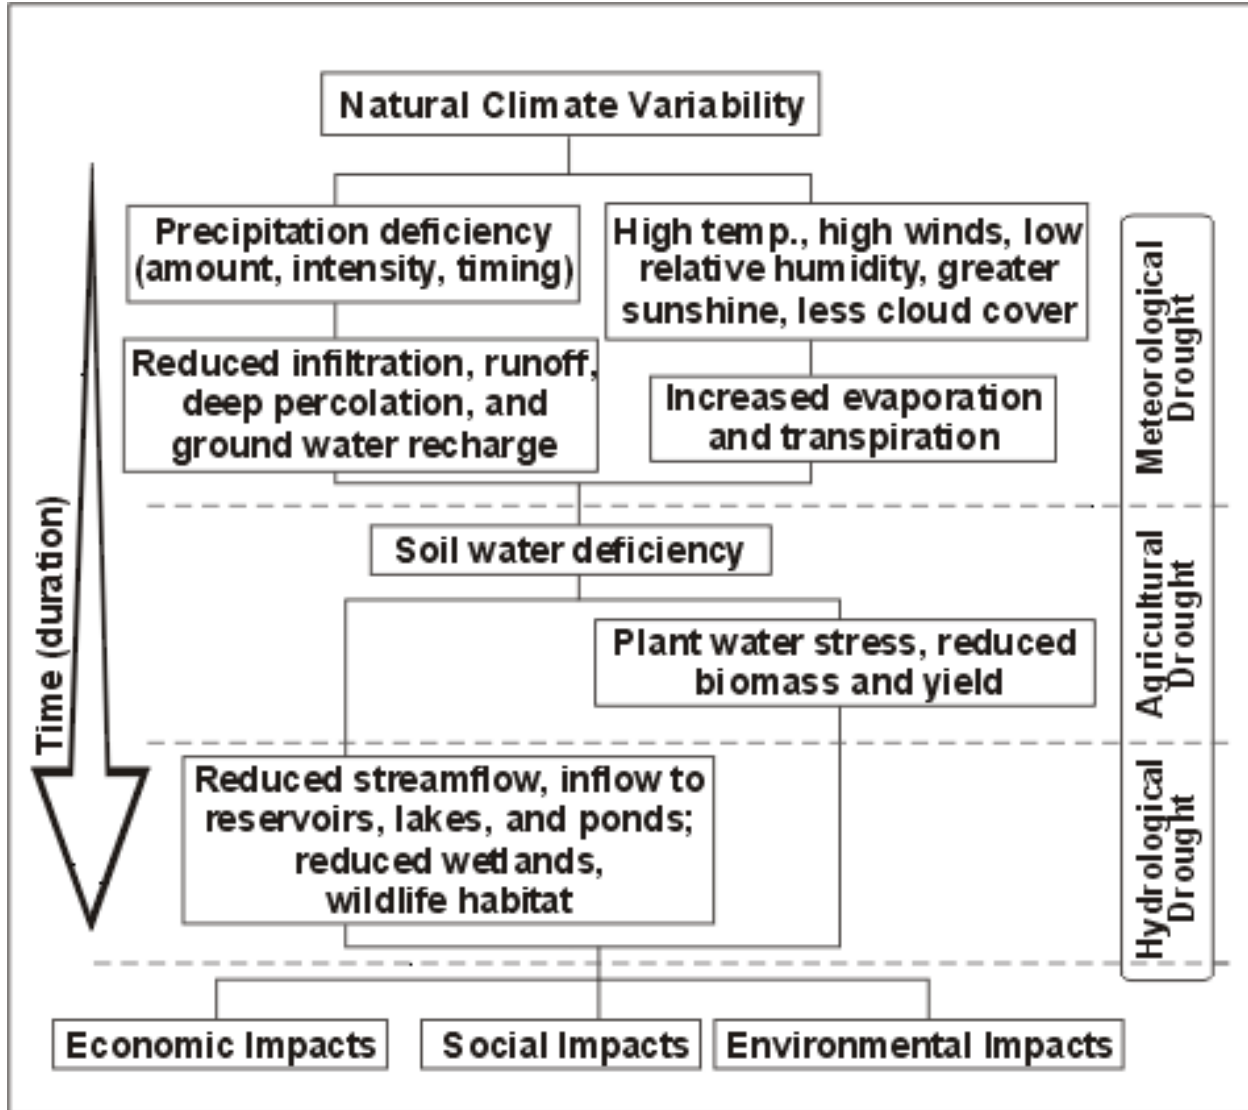 Natural Climate Variability
Precipitation deficiency
(amount, intensity, timing)
High temp., high winds, low
relative humidity, greater
sunshine, less cloud cover
Reduced infiltration, runoff,
deep percolation, and
ground water recharge
Increased evaporation
and transpiration
Meteorological
Drought
Time (duration)
Soil water deficiency
Plant water stress, reduced
biomass and yield
Agricultural
Drought
Reduced streamflow, inflow to
reservoirs, lakes, and ponds;
reduced wetlands,
wildlife habitat
Hydrological
Drought
Economic Impacts
Social Impacts
Environmental Impacts